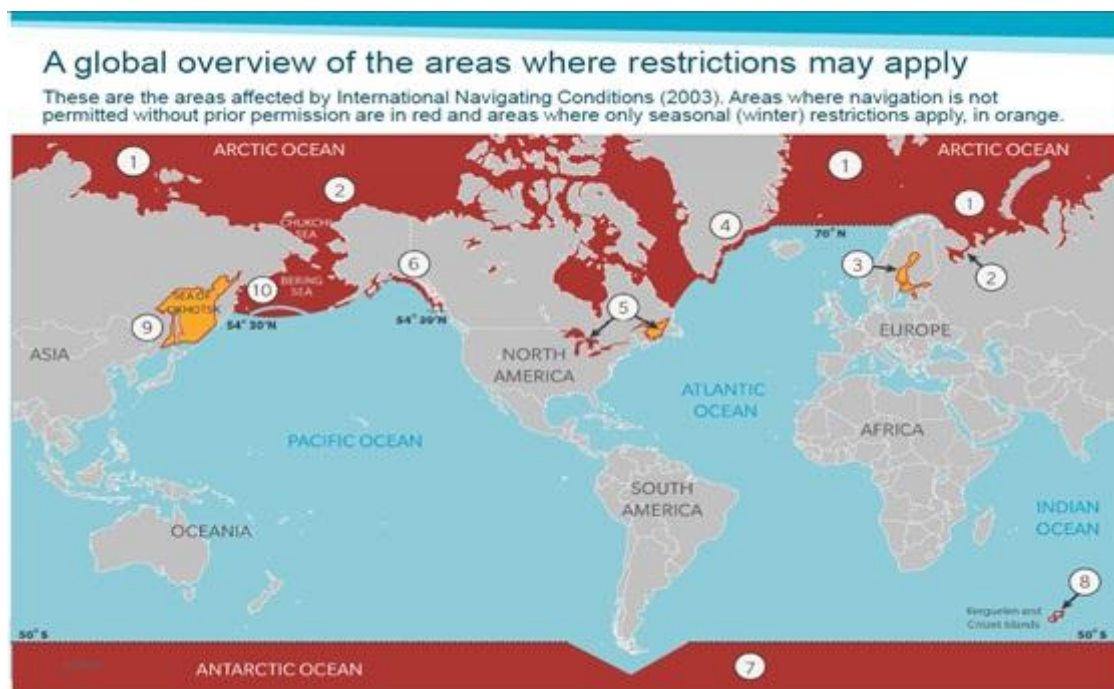 A global overview of the areas where restrictions may apply
These are the areas affected by International Navigating Conditions (2003). Areas where navigation is not
permitted without prior permission are in red and areas where only seasonal (winter) restrictions apply, in orange.
1
ARCTIC OCEAN
2
1
ARCTIC OCEAN
1
CHUKCHI
SEA
4
70° N
6
3
2
10
BERING
SEA
SEA OF
OKHOTSK
5
9
54° 30'N
54° 30'N
ASIA
NORTH
AMERICA
EUROPE
ATLANTIC
OCEAN
PACIFIC OCEAN
AFRICA
SOUTH
AMERICA
OCEANIA
INDIAN
OCEAN
8
Kerguelen and
Crozet Islands
50° S
50° S
ANTARCTIC OCEAN
7